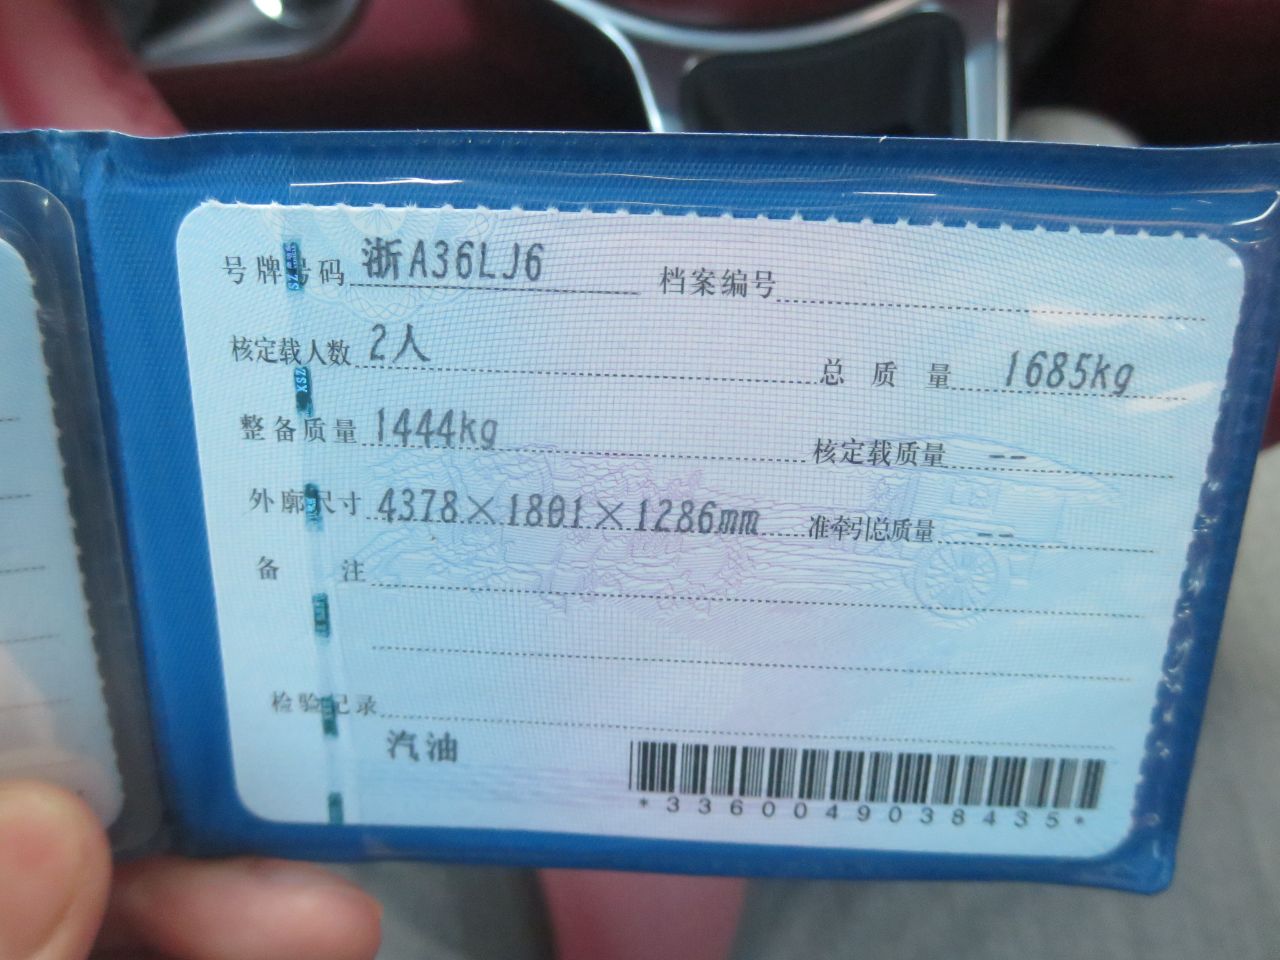 号牌号码 浙A36LJ6 档案编号
核定载人数 2人 总质量 1685kg
整备质量 1444kg 核定载质量 --
外廓尺寸 4378×1801×1286mm 准牵引总质量 --
备注
检验记录
汽油
*3360049038435*